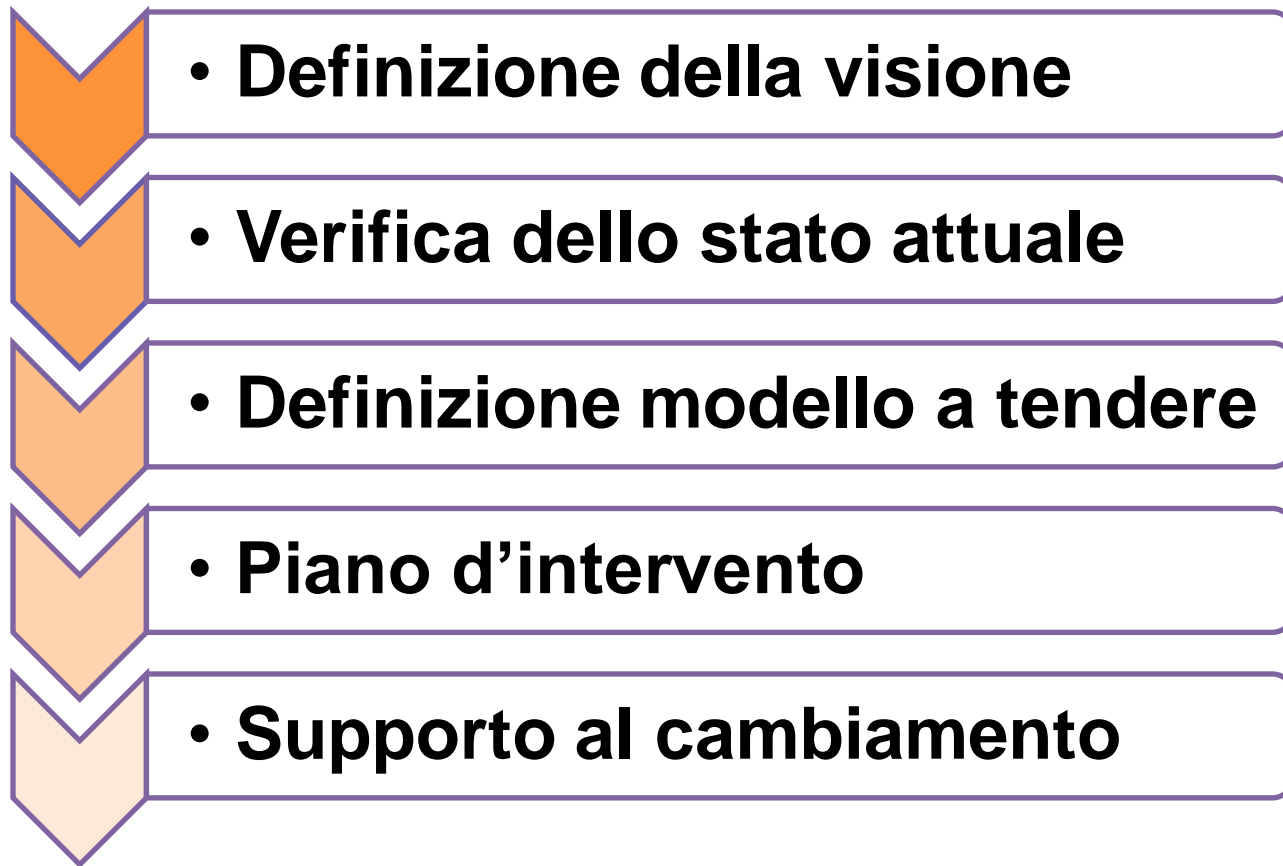 • Definizione della visione
• Verifica dello stato attuale
• Definizione modello a tendere
• Piano d’intervento
• Supporto al cambiamento